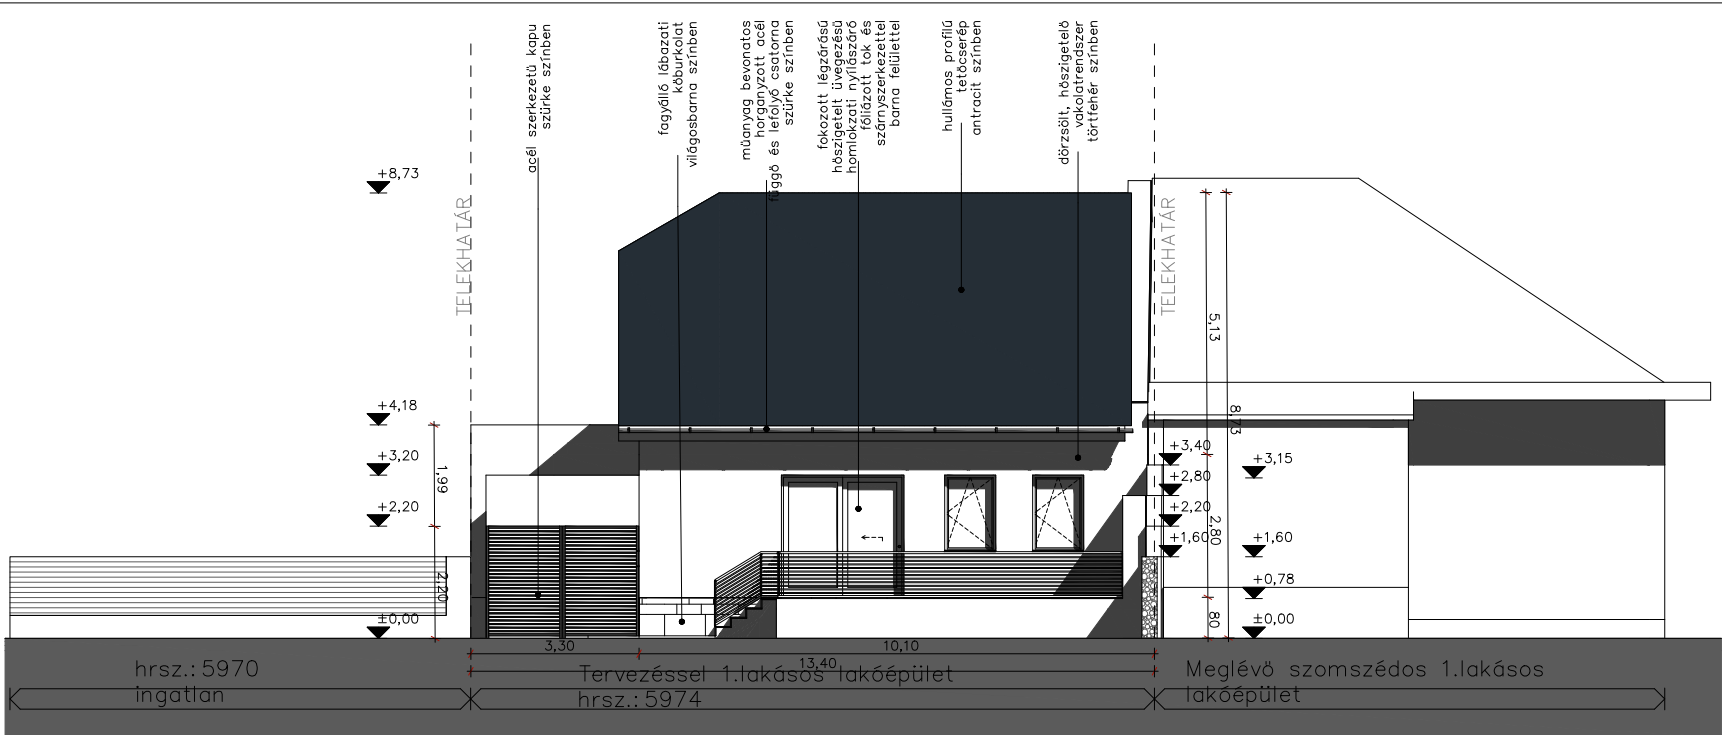 acél szerkezetű kapu
szürke színben
fagyálló lábazati
kőburkolat
világosbarna színben
műanyag bevonatos
horganyzott acél
függő és lefolyó csatorna
szürke színben
fokozott légzárású
hőszigetelt üvegezésű
homlokzati nyílászáró
fóliázott tok és
szárnyszerkezettel
barna felülettel
hullámos profilú
tetőcserép
antracit színben
dörzsölt, hőszigetelő
vakolatrendszer
törtfehér színben
+8,73
+4,18
+3,20
+2,20
±0,00
1,99
2,20
TELEKHATÁR
TELEKHATÁR
5,13
8,73
2,80
80
+3,40
+2,80
+2,20
+1,60
+3,15
+1,60
+0,78
±0,00
3,30
10,10
13,40
hrsz.:5970
ingatlan
Tervezéssel 1.lakásos lakóépület
hrsz.:5974
Meglévő szomszédos 1.lakásos
lakóépület